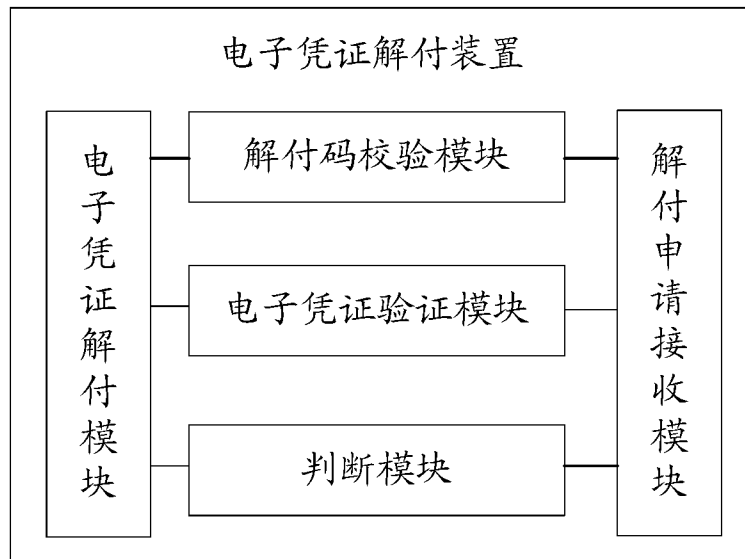 电子凭证解付装置
电子凭证解付模块
解付码校验模块
电子凭证验证模块
判断模块
解付申请接收模块